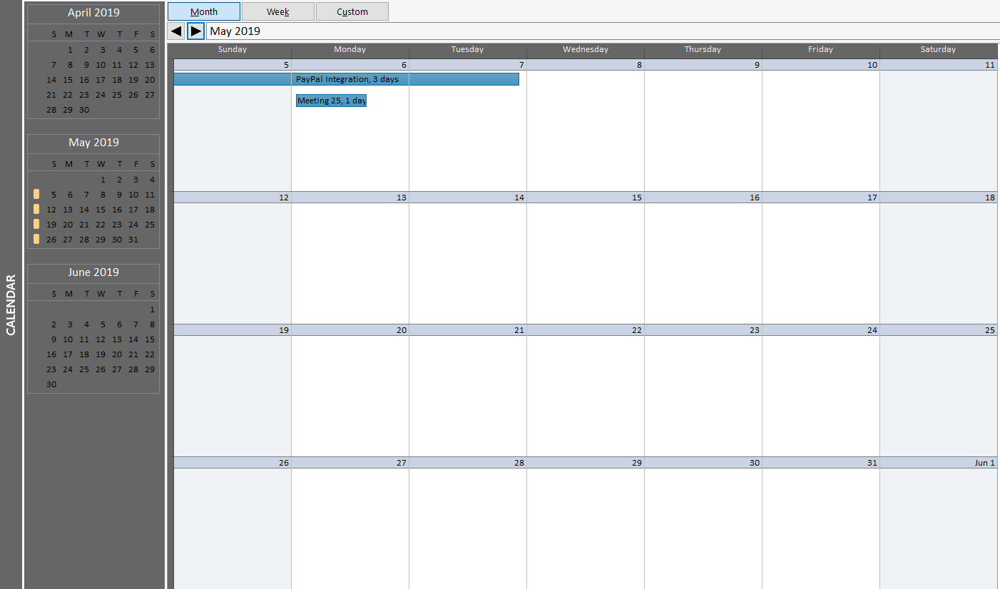 CALENDAR
April 2019
S M T W T F S
1 2 3 4 5 6
7 8 9 10 11 12 13
14 15 16 17 18 19 20
21 22 23 24 25 26 27
28 29 30
May 2019
S M T W T F S
1 2 3 4
5 6 7 8 9 10 11
12 13 14 15 16 17 18
19 20 21 22 23 24 25
26 27 28 29 30 31
June 2019
S M T W T F S
1
2 3 4 5 6 7 8
9 10 11 12 13 14 15
16 17 18 19 20 21 22
23 24 25 26 27 28 29
30
Month Week Custom
May 2019
Sunday Monday Tuesday Wednesday Thursday Friday Saturday
5 6 7 8 9 10 11
PayPal Integration, 3 days
Meeting 25, 1 day
12 13 14 15 16 17 18
19 20 21 22 23 24 25
26 27 28 29 30 31 Jun 1